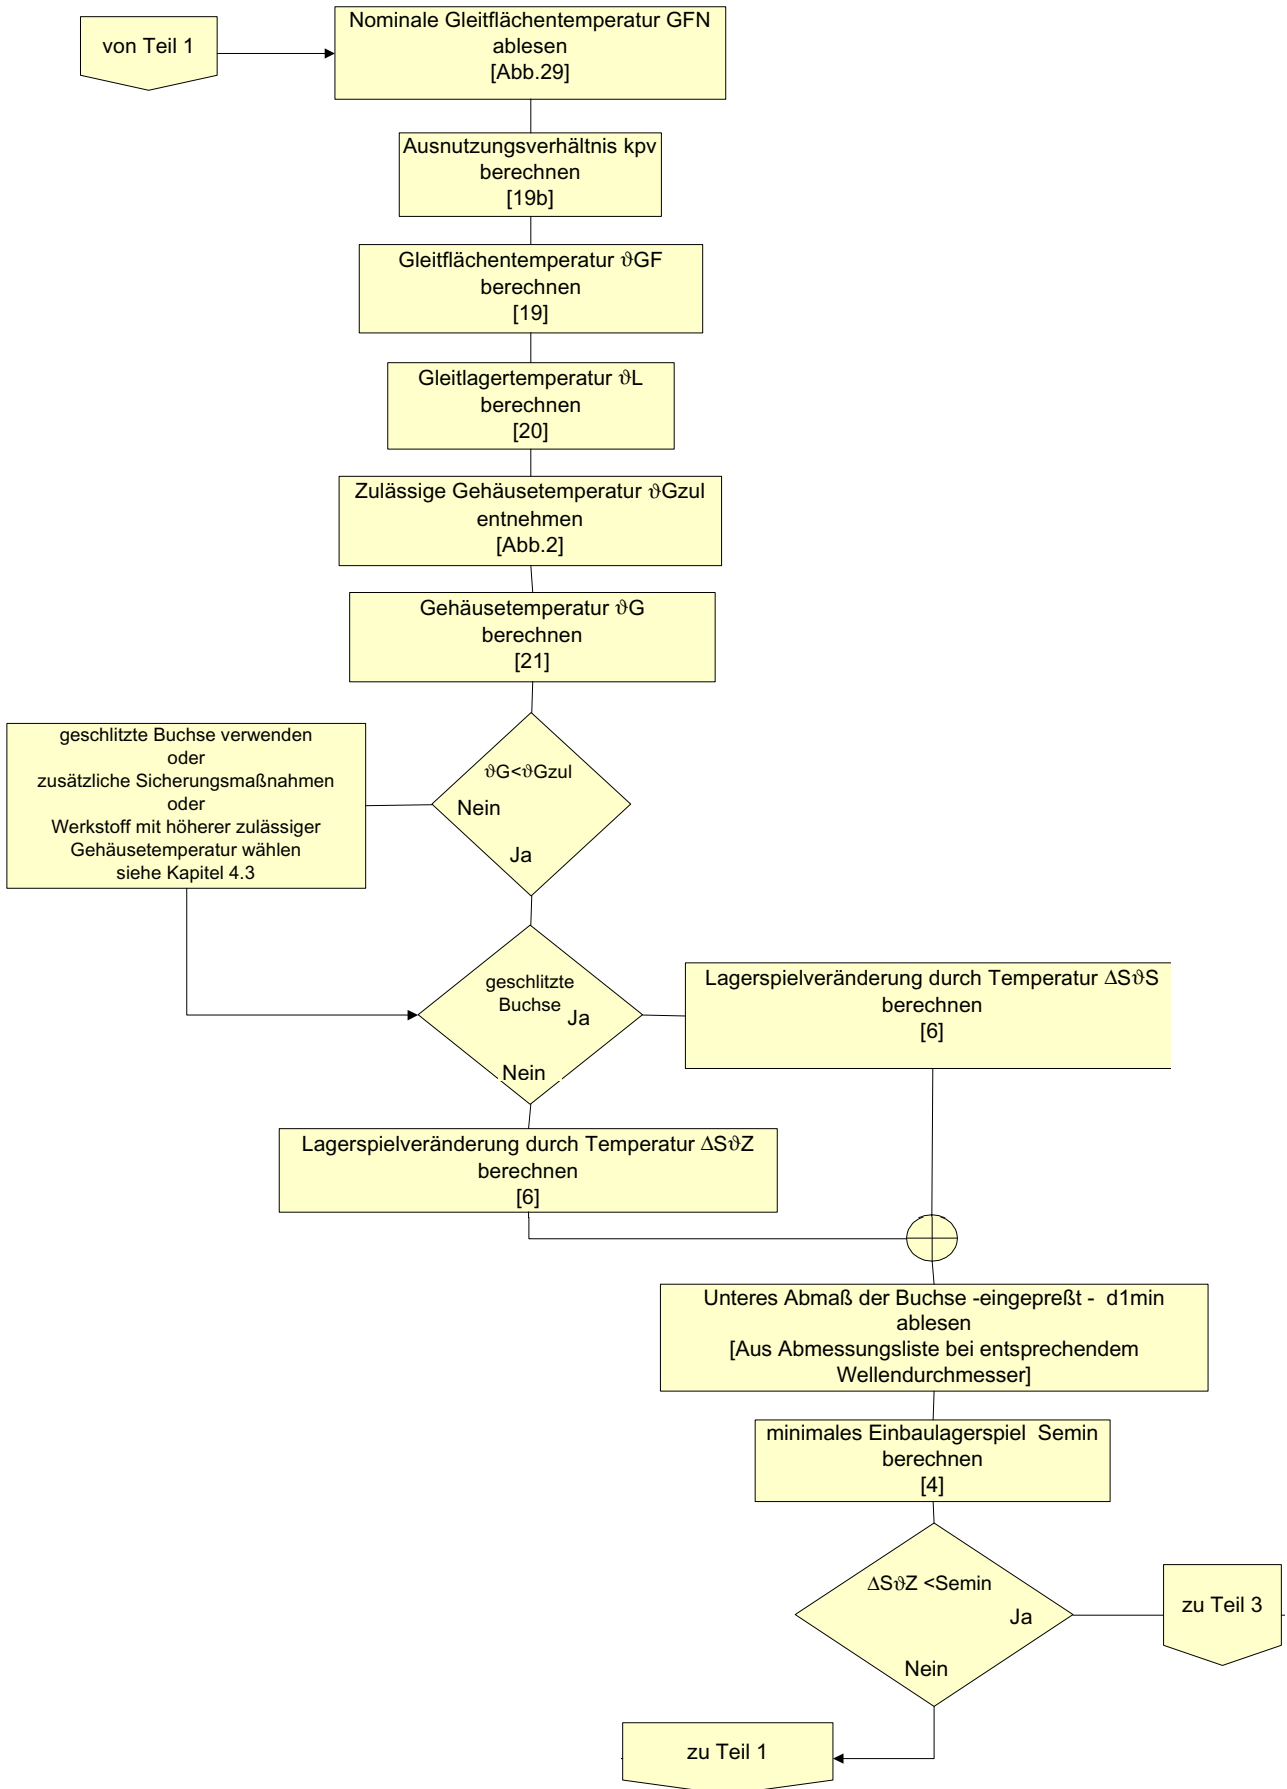 von Teil 1
Nominale Gleitflächentemperatur GFN
ablesen
[Abb.29]
Ausnutzungsverhältnis kpv
berechnen
[19b]
Gleitflächentemperatur ϑGF
berechnen
[19]
Gleitlagertemperatur ϑL
berechnen
[20]
Zulässige Gehäusetemperatur ϑGzul
entnehmen
[Abb.2]
Gehäusetemperatur ϑG
berechnen
[21]
geschlitzte Buchse verwenden
oder
zusätzliche Sicherungsmaßnahmen
oder
Werkstoff mit höherer zulässiger
Gehäusetemperatur wählen
siehe Kapitel 4.3
ϑG<ϑGzul
Nein
Ja
geschlitzte
Buchse
Ja
Nein
Lagerspielveränderung durch Temperatur ΔSϑS
berechnen
[6]
Lagerspielveränderung durch Temperatur ΔSϑZ
berechnen
[6]
Unteres Abmaß der Buchse -eingepreßt - d1min
ablesen
[Aus Abmessungsliste bei entsprechendem
Wellendurchmesser]
minimales Einbaulagerspiel Semin
berechnen
[4]
ΔSϑZ <Semin
Ja
Nein
zu Teil 3
zu Teil 1